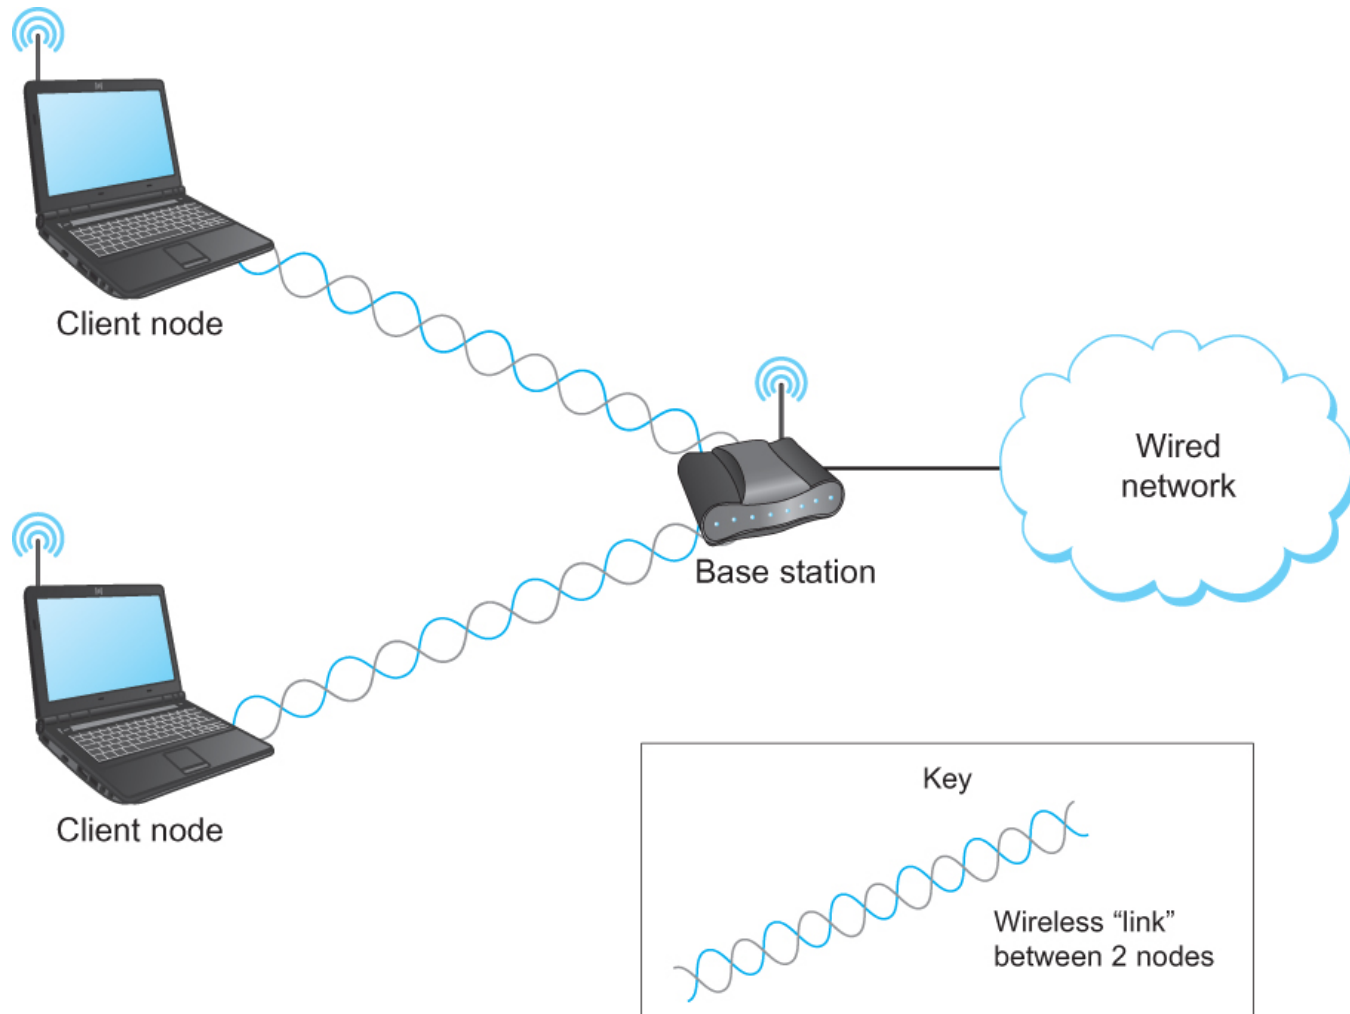 Client node
Wired
network
Base station
Client node
Key
Wireless “link”
between 2 nodes